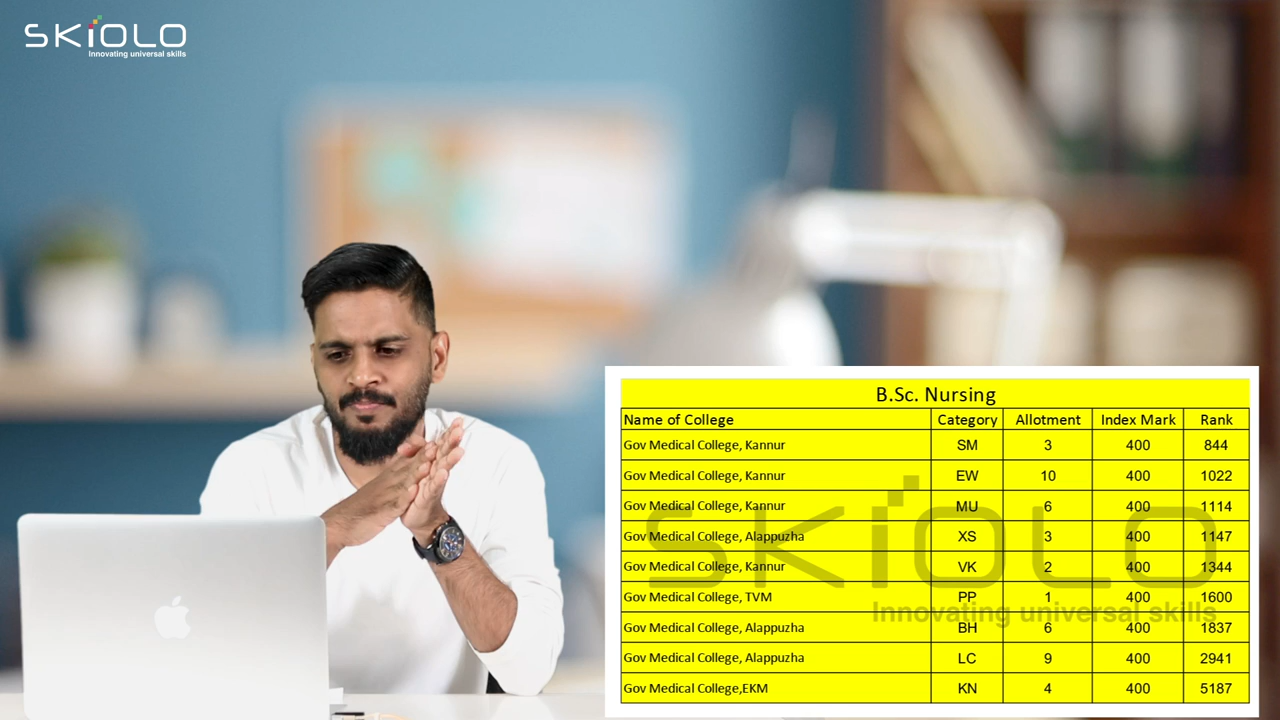 SKiOLO
Innovating universal skills
B.Sc. Nursing
Name of College Category Allotment Index Mark Rank
Gov Medical College, Kannur SM 3 400 844
Gov Medical College, Kannur EW 10 400 1022
Gov Medical College, Kannur MU 6 400 1114
Gov Medical College, Alappuzha XS 3 400 1147
Gov Medical College, Kannur VK 2 400 1344
Gov Medical College, TVM PP 1 400 1600
Gov Medical College, Alappuzha BH 6 400 1837
Gov Medical College, Alappuzha LC 9 400 2941
Gov Medical College,EKM KN 4 400 5187
SKiOLO
Innovating universal skills